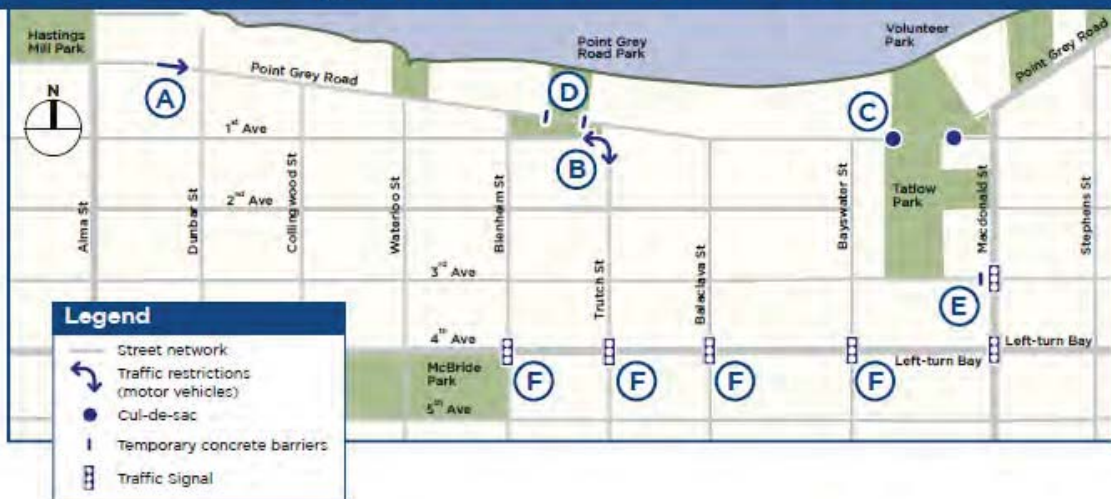 Hastings
Mill Park
Point Grey
Road Park
Volunteer
Park
Point Grey Road
Point Grey Road
N
A
D
C
B
1st Ave
2nd Ave
Tatlow
Park
Alma St
Dunbar St
Collingwood St
Waterloo St
Blenheim St
Trutch St
Balaclava St
Bayswater St
Macdonald St
Stephens St
3rd Ave
E
4th Ave
Left-turn Bay
Left-turn Bay
McBride
Park
F
F
F
F
5th Ave
Legend
Street network
Traffic restrictions
(motor vehicles)
Cul-de-sac
Temporary concrete barriers
Traffic Signal